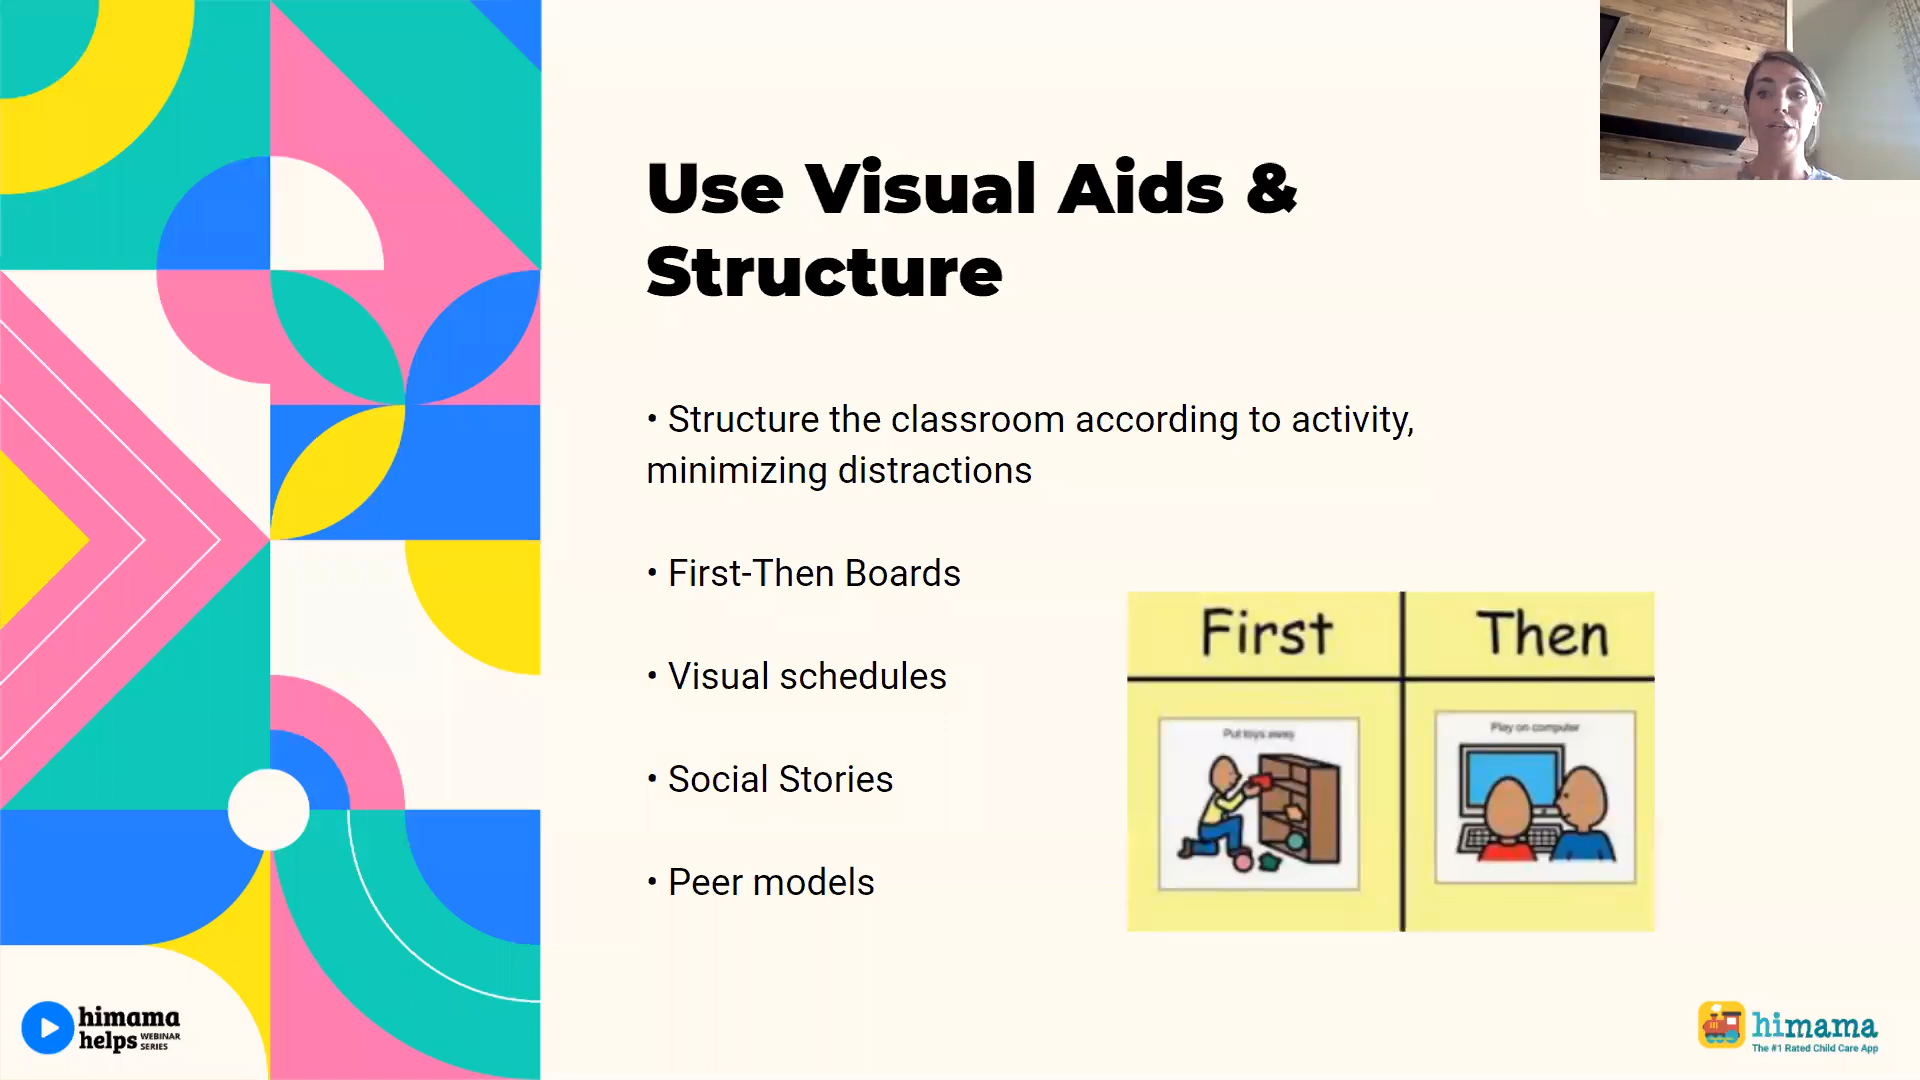 Use Visual Aids &
Structure
• Structure the classroom according to activity,
minimizing distractions
• First-Then Boards
• Visual schedules
• Social Stories
• Peer models
First
Then
Put toys away
Play on computer
himama
helps WEBINAR
SERIES
himama
The #1 Rated Child Care App